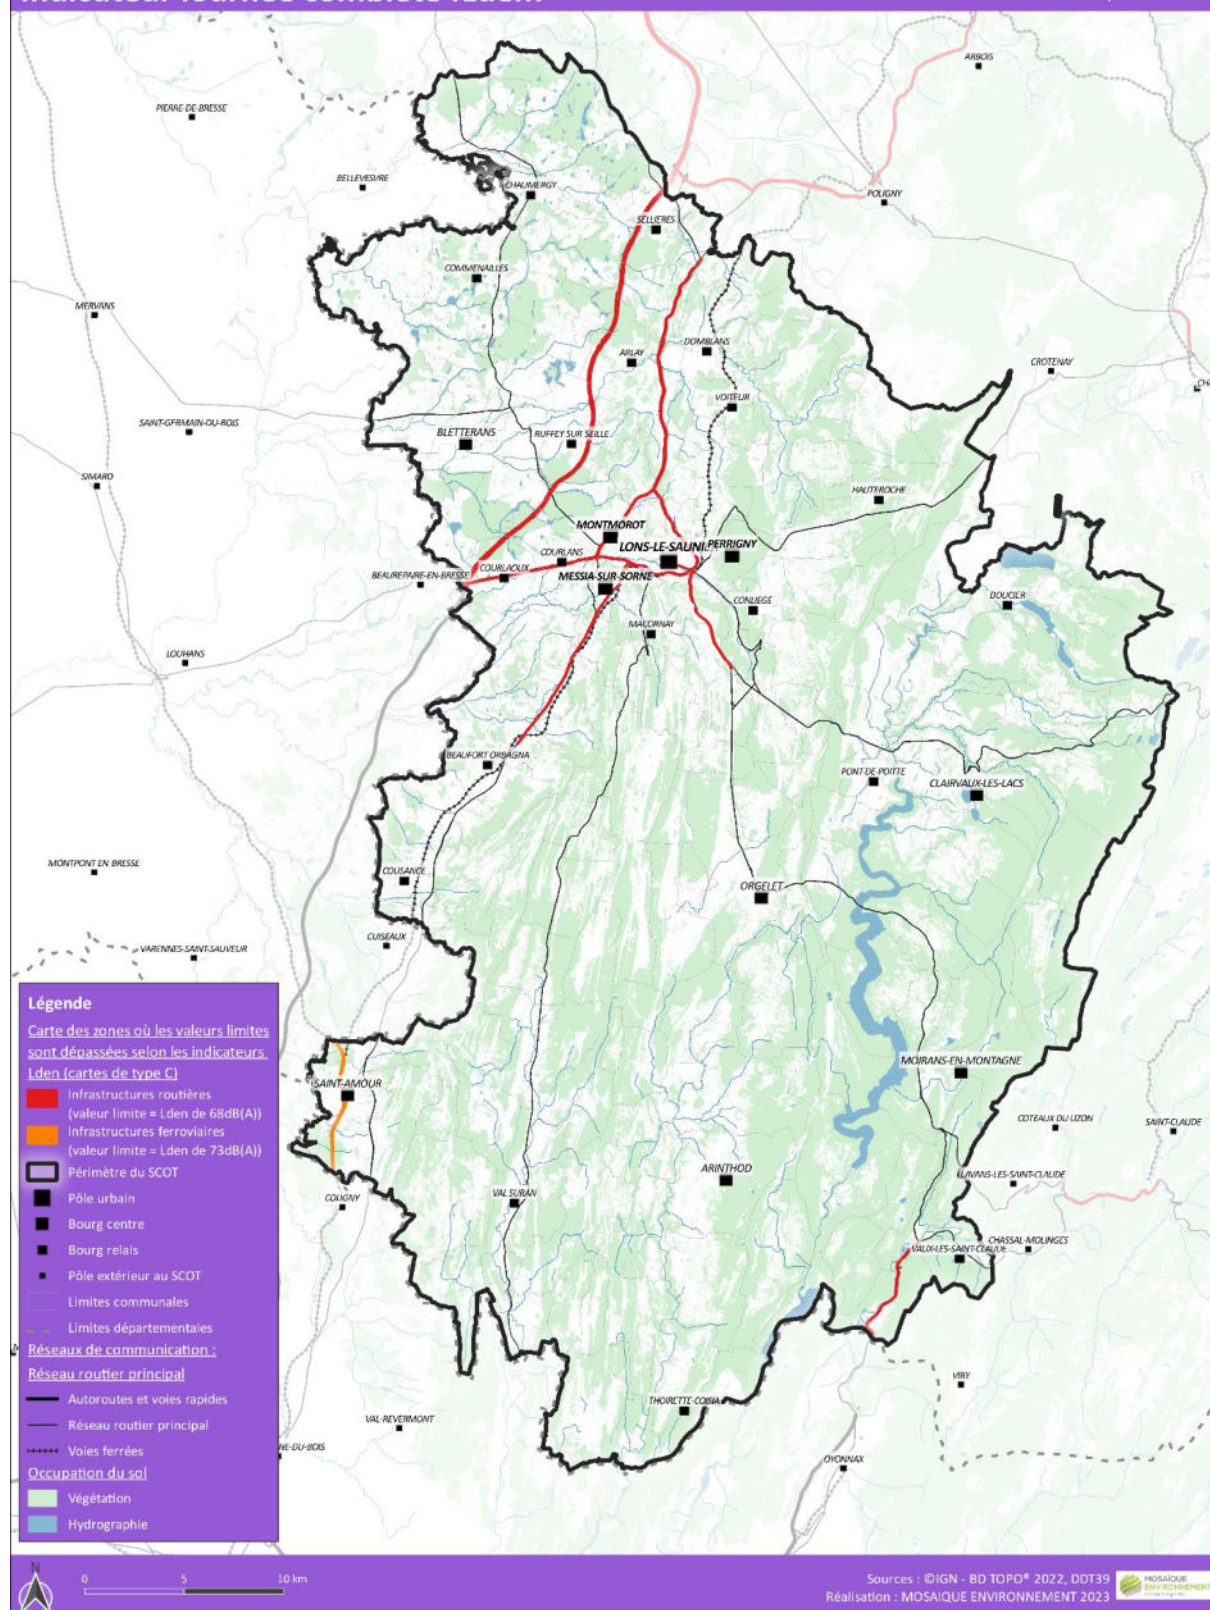 ARBOIS
PIERRE-DE-BRESSE
BELLEVESVRE
CHAUMERGY
POLIGNY
SELLIERES
COMMENAILLES
MERVANS
DOMBLANS
ARLAY
CROTENAY
VOITEUR
SAINT-GERMAIN-DU-BOIS
BLETTERANS
RUFFEY SUR SEILLE
SIMARD
HAUTEROCHE
MONTMOROT
LONS-LE-SAUNI...
PERRIGNY
COURLANS
COURLAOUX
BEAUREPAIRE-EN-BRESSE
MESSIA-SUR-SORNE
DOUCIER
CONLIEGE
MACORNAY
LOUHANS
BEAUFORT ORBAGNA
PONT-DE-POITTE
CLAIRVAUX-LES-LACS
MONTPONT EN BRESSE
COUSANCE
ORGELET
CUISEAUX
VARENNES-SAINT-SAUVEUR
MOIRANS-EN-MONTAGNE
SAINT-AMOUR
COTEAUX DU LIZON
SAINT-CLAUDE
ARINTHOD
LAVANS-LES-SAINT-CLAUDE
COLIGNY
VAL SURAN
CHASSAL-MOLINGES
VAUX-LES-SAINT-CLAUDE
VIRY
THOIRETTE-COISIA
VAL-REVERMONT
NE-DU-BOIS
OYONNAX
Légende
Carte des zones où les valeurs limites
sont dépassées selon les indicateurs
Lden (cartes de type C)
Infrastructures routières
(valeur limite = Lden de 68dB(A))
Infrastructures ferroviaires
(valeur limite = Lden de 73dB(A))
Périmètre du SCOT
Pôle urbain
Bourg centre
Bourg relais
Pôle extérieur au SCOT
Limites communales
Limites départementales
Réseaux de communication :
Réseau routier principal
Autoroutes et voies rapides
Réseau routier principal
Voies ferrées
Occupation du sol
Végétation
Hydrographie
N
0 5 10 km
Sources : ©IGN - BD TOPO® 2022, DDT39
Réalisation : MOSAIQUE ENVIRONNEMENT 2023
MOSAÏQUE
ENVIRONNEMENT